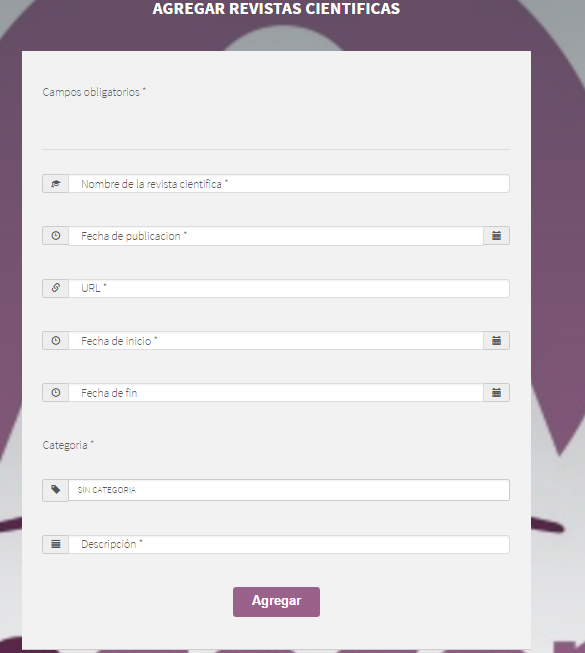 AGREGAR REVISTAS CIENTIFICAS
Campos obligatorios *
Nombre de la revista cientifica *
Fecha de publicacion *
URL *
Fecha de inicio *
Fecha de fin
Categoria *
SIN CATEGORIA
Descripción *
Agregar